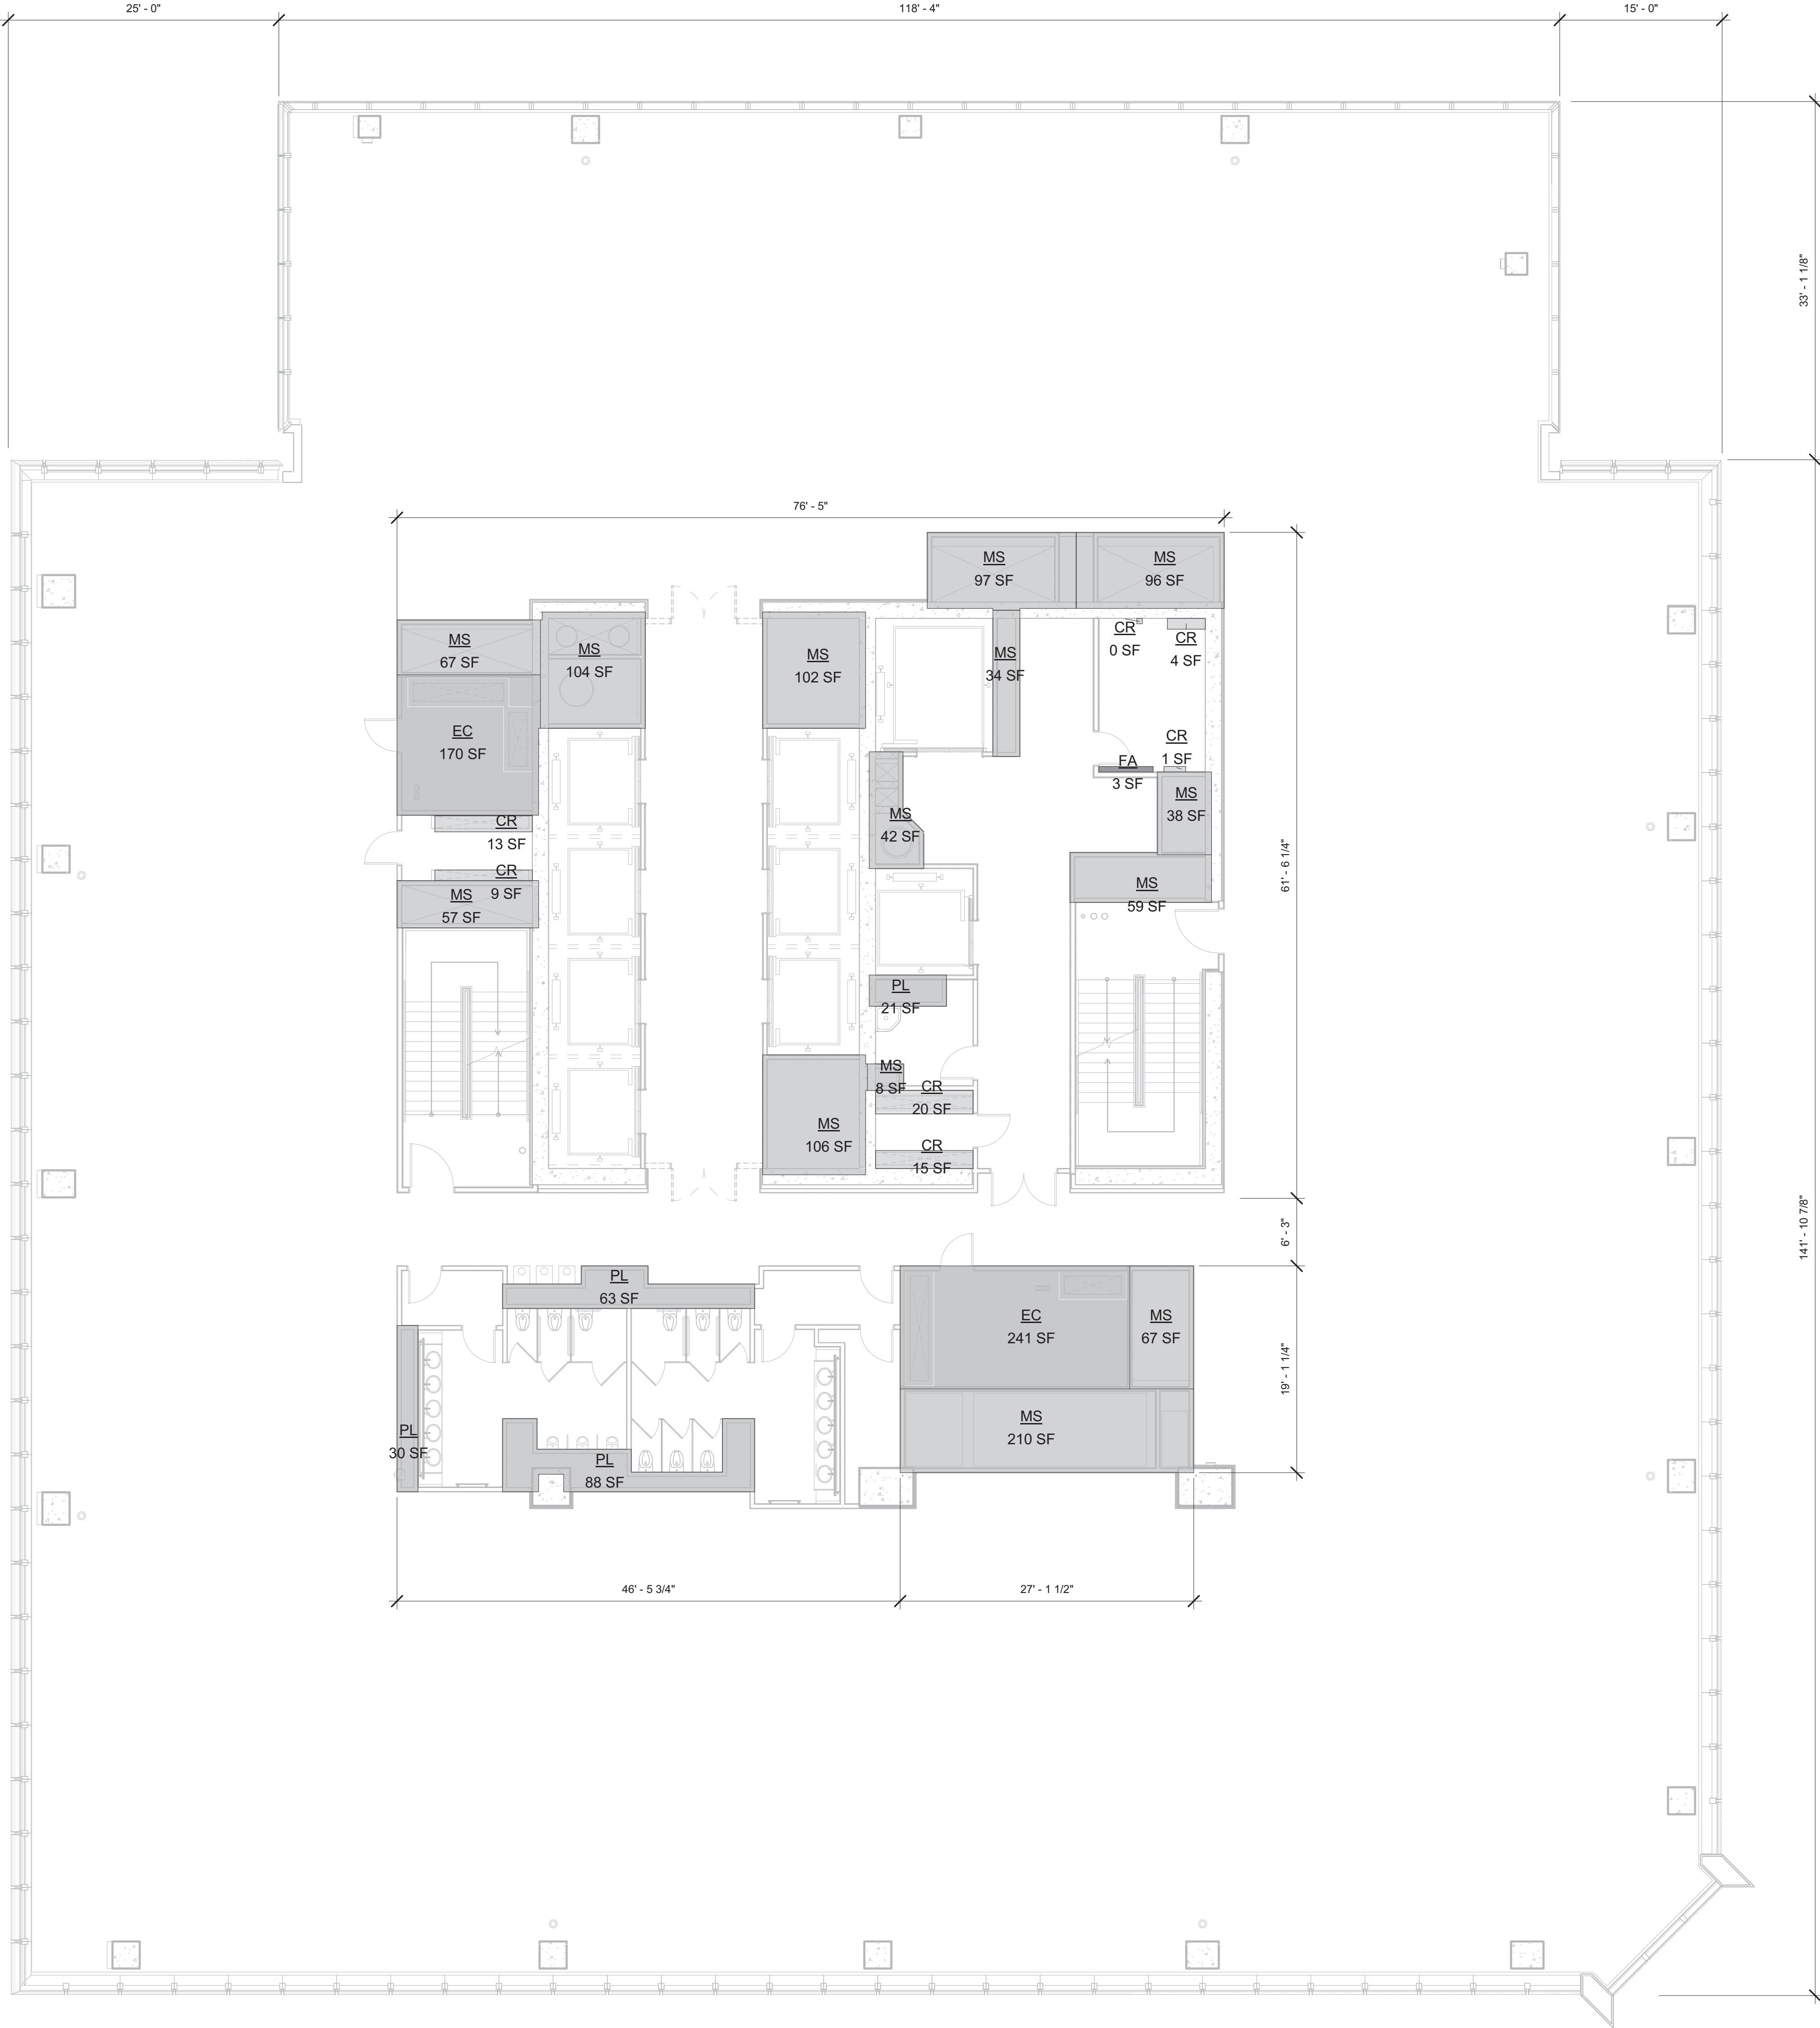 25' - 0"
118' - 4"
15' - 0"
33' - 1 1/8"
76' - 5"
MS
97 SF
MS
96 SF
MS
67 SF
MS
104 SF
MS
102 SF
MS
34 SF
CR
0 SF
CR
4 SF
EC
170 SF
CR
1 SF
FA
3 SF
MS
38 SF
CR
13 SF
MS
42 SF
61' - 6 1/4"
CR
9 SF
MS
57 SF
MS
59 SF
PL
21 SF
MS
8 SF
CR
20 SF
MS
106 SF
CR
15 SF
6' - 3"
141' - 10 7/8"
PL
63 SF
EC
241 SF
MS
67 SF
19' - 1 1/4"
PL
30 SF
PL
88 SF
MS
210 SF
46' - 5 3/4"
27' - 1 1/2"